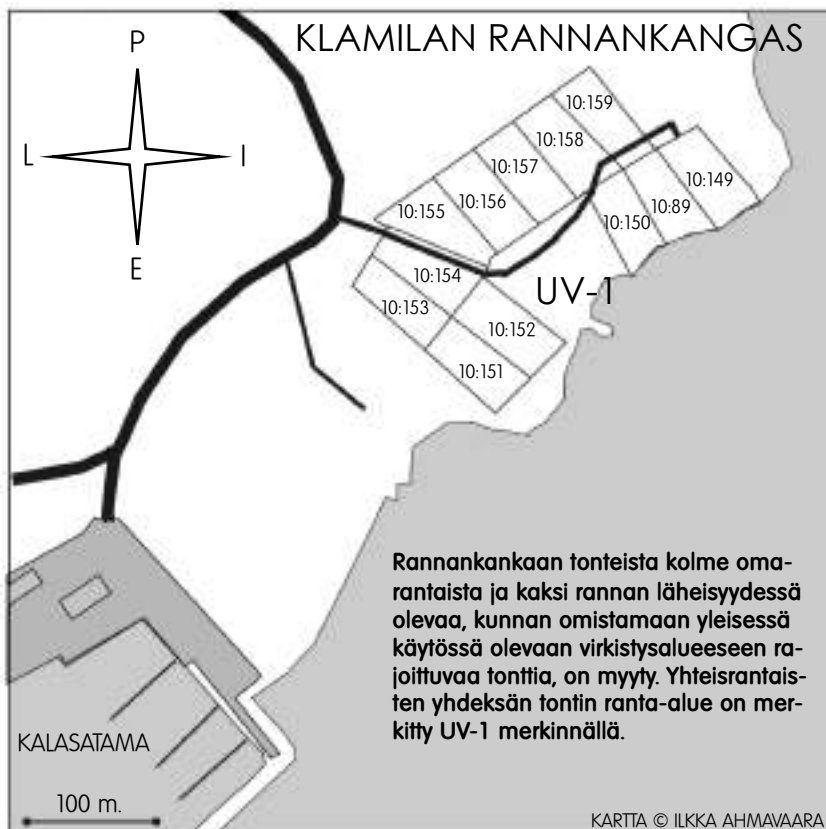 KLAMILAN RANNANKANGAS
P
L
I
E
10:159
10:158
10:157
10:156
10:155
10:149
10:89
10:150
10:154
10:153
10:152
10:151
UV-1
Rannankankaan tonteista kolme oma-
rantaista ja kaksi rannan läheisyydessä
olevaa, kunnan omistamaan yleisessä
käytössä olevaan virkistysalueeseen ra-
joittuvaa tonttia, on myyty. Yhteisrantais-
ten yhdeksän tontin ranta-alue on mer-
kitty UV-1 merkinnällä.
KALASATAMA
100 m.
KARTTA © ILKKA AHMAVAARA